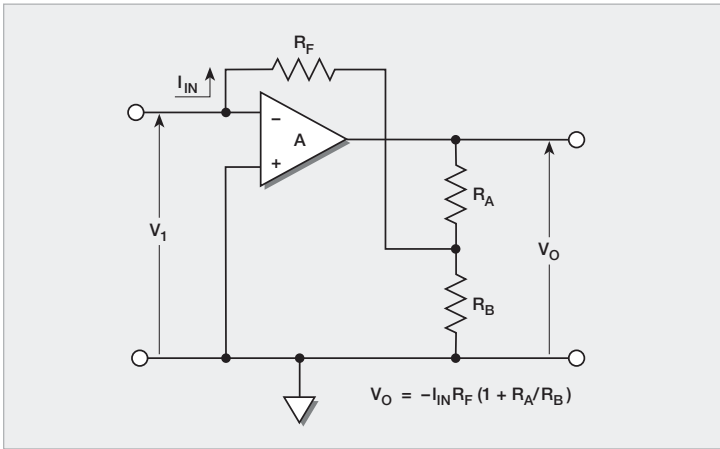 R_F
I_IN
−
A
+
R_A
V_1
V_O
R_B
V_O = −I_IN R_F (1 + R_A/R_B)